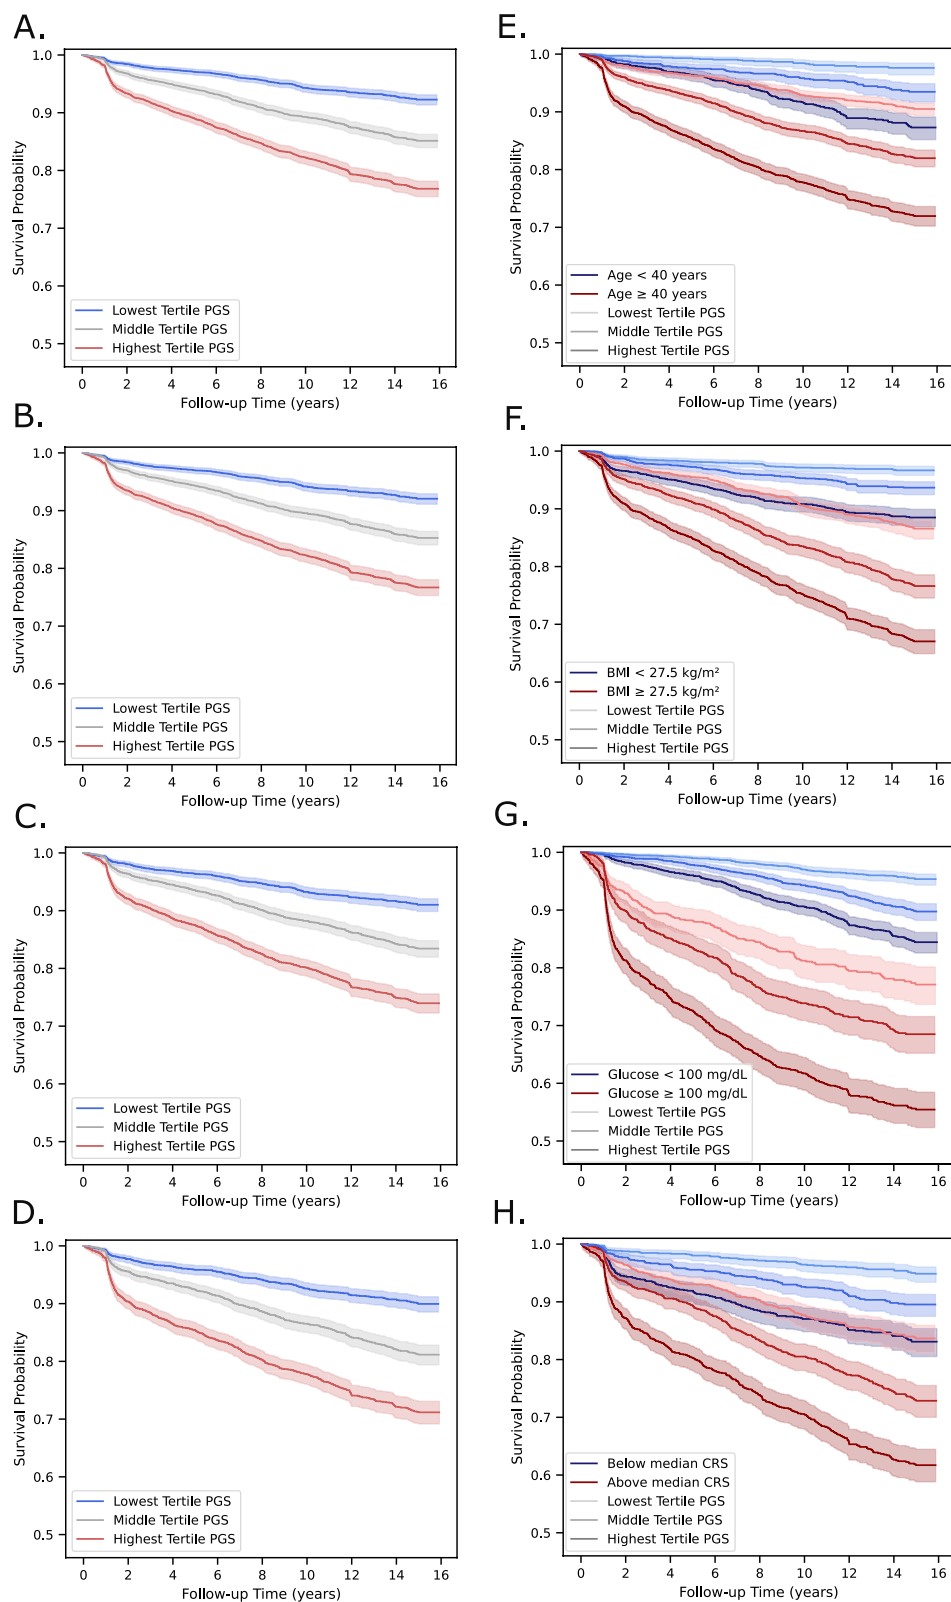 A.
1.0
0.9
0.8
0.7
0.6
0.5
Survival Probability
Lowest Tertile PGS
Middle Tertile PGS
Highest Tertile PGS
0 2 4 6 8 10 12 14 16
Follow-up Time (years)
E.
1.0
0.9
0.8
0.7
0.6
0.5
Survival Probability
Age < 40 years
Age ≥ 40 years
Lowest Tertile PGS
Middle Tertile PGS
Highest Tertile PGS
0 2 4 6 8 10 12 14 16
Follow-up Time (years)
B.
1.0
0.9
0.8
0.7
0.6
0.5
Survival Probability
Lowest Tertile PGS
Middle Tertile PGS
Highest Tertile PGS
0 2 4 6 8 10 12 14 16
Follow-up Time (years)
F.
1.0
0.9
0.8
0.7
0.6
0.5
Survival Probability
BMI < 27.5 kg/m²
BMI ≥ 27.5 kg/m²
Lowest Tertile PGS
Middle Tertile PGS
Highest Tertile PGS
0 2 4 6 8 10 12 14 16
Follow-up Time (years)
C.
1.0
0.9
0.8
0.7
0.6
0.5
Survival Probability
Lowest Tertile PGS
Middle Tertile PGS
Highest Tertile PGS
0 2 4 6 8 10 12 14 16
Follow-up Time (years)
G.
1.0
0.9
0.8
0.7
0.6
0.5
Survival Probability
Glucose < 100 mg/dL
Glucose ≥ 100 mg/dL
Lowest Tertile PGS
Middle Tertile PGS
Highest Tertile PGS
0 2 4 6 8 10 12 14 16
Follow-up Time (years)
D.
1.0
0.9
0.8
0.7
0.6
0.5
Survival Probability
Lowest Tertile PGS
Middle Tertile PGS
Highest Tertile PGS
0 2 4 6 8 10 12 14 16
Follow-up Time (years)
H.
1.0
0.9
0.8
0.7
0.6
0.5
Survival Probability
Below median CRS
Above median CRS
Lowest Tertile PGS
Middle Tertile PGS
Highest Tertile PGS
0 2 4 6 8 10 12 14 16
Follow-up Time (years)